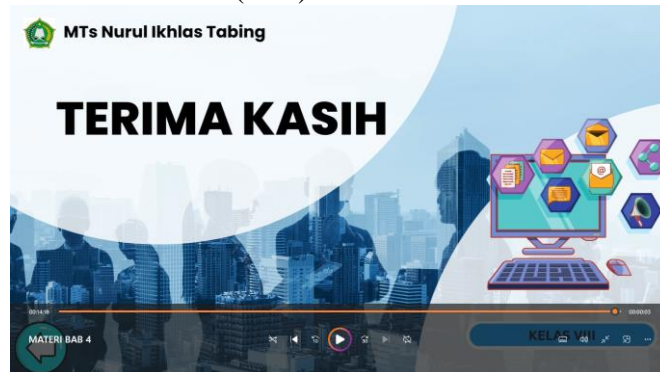 MTs Nurul Ikhlas Tabing
TERIMA KASIH
@
00:14:18
00:00:03
MATERI BAB 4
KELAS VIII